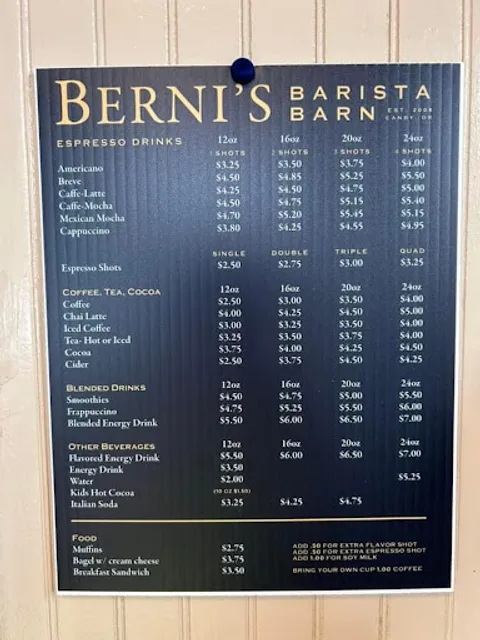 BERNI'S BARISTA BARN EST. 2008 CANBY, OR
ESPRESSO DRINKS 12oz 16oz 20oz 24oz
1 SHOTS 2 SHOTS 3 SHOTS 4 SHOTS
Americano $3.25 $3.50 $3.75 $4.00
Breve $4.50 $4.85 $5.25 $5.50
Caffe-Latte $4.25 $4.50 $4.75 $5.00
Caffe-Mocha $4.50 $4.75 $5.15 $5.40
Mexican Mocha $4.70 $5.20 $5.45 $5.15
Cappuccino $3.80 $4.25 $4.55 $4.95
SINGLE DOUBLE TRIPLE QUAD
Espresso Shots $2.50 $2.75 $3.00 $3.25
COFFEE, TEA, COCOA 12oz 16oz 20oz 24oz
Coffee $2.50 $3.00 $3.50 $4.00
Chai Latte $4.00 $4.25 $4.50 $5.00
Iced Coffee $3.00 $3.25 $3.50 $4.00
Tea- Hot or Iced $3.25 $3.50 $3.75 $4.00
Cocoa $3.75 $4.00 $4.25 $4.50
Cider $2.50 $3.75 $4.50 $4.25
BLENDED DRINKS 12oz 16oz 20oz 24oz
Smoothies $4.50 $4.75 $5.00 $5.50
Frappuccino $4.75 $5.25 $5.50 $6.00
Blended Energy Drink $5.50 $6.00 $6.50 $7.00
OTHER BEVERAGES 12oz 16oz 20oz 24oz
Flavored Energy Drink $5.50 $6.00 $6.50 $7.00
Energy Drink $3.50
Water $2.00 $5.25
Kids Hot Cocoa (10 OZ $1.50)
Italian Soda $3.25 $4.25 $4.75
FOOD
Muffins $2.75 ADD .50 FOR EXTRA FLAVOR SHOT
ADD .50 FOR EXTRA ESPRESSO SHOT
Bagel w/ cream cheese $3.75 ADD 1.00 FOR SOY MILK
Breakfast Sandwich $3.50 BRING YOUR OWN CUP 1.00 COFFEE